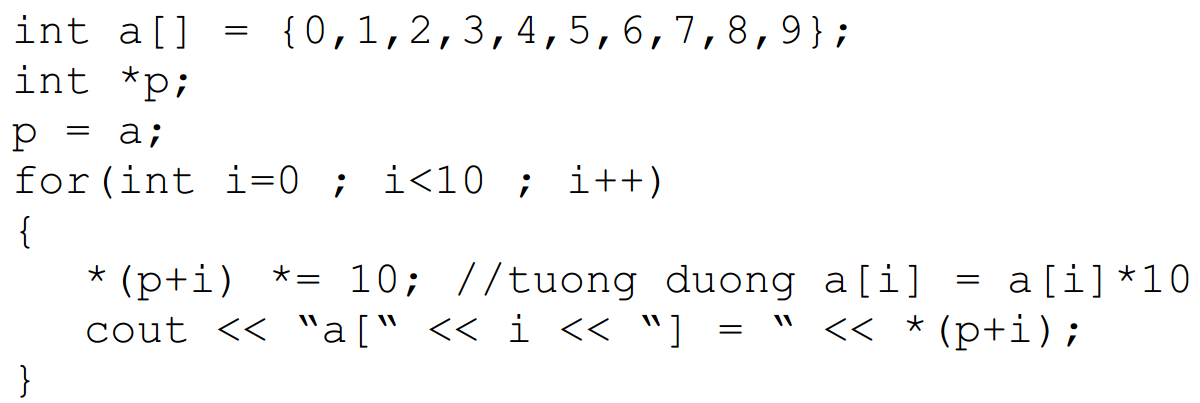 int a[] = {0,1,2,3,4,5,6,7,8,9};
int *p;
p = a;
for(int i=0 ; i<10 ; i++)
{
*(p+i) *= 10; //tuong duong a[i] = a[i]*10
cout << “a[“ << i << “] = “ << *(p+i);
}